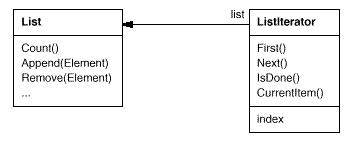 List
Count()
Append(Element)
Remove(Element)
...
list
ListIterator
First()
Next()
IsDone()
CurrentItem()
index